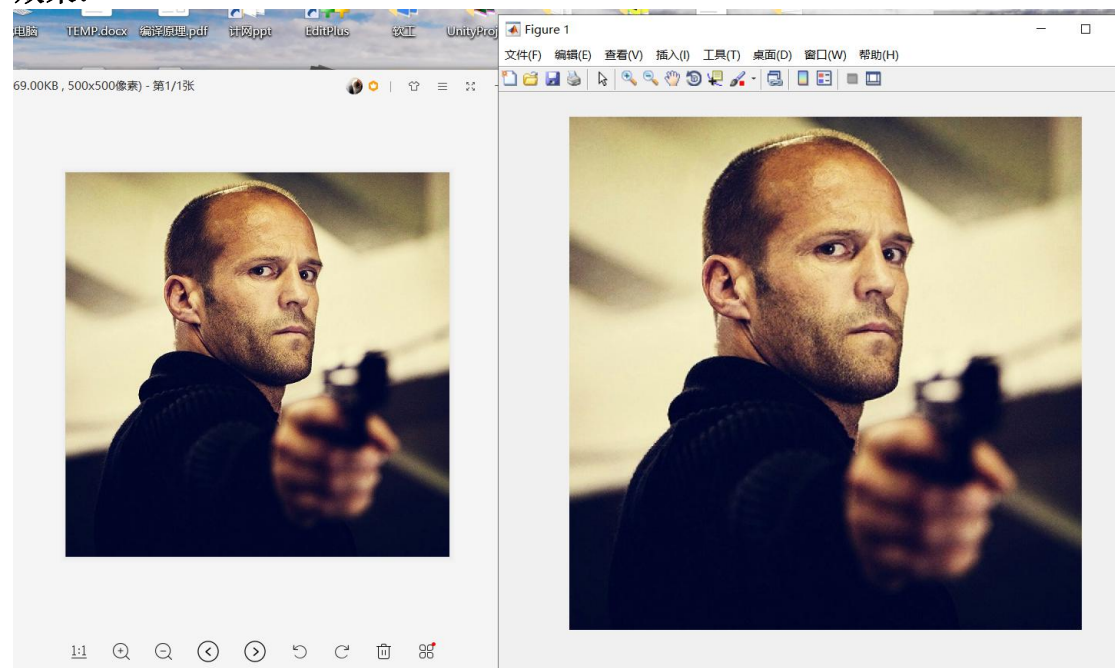 效果:
电脑 TEMP.docx 编译原理.pdf 计网ppt EditPlus 软工 UnityProj
69.00KB , 500x500像素) - 第1/1张
Figure 1
文件(F) 编辑(E) 查看(V) 插入(I) 工具(T) 桌面(D) 窗口(W) 帮助(H)
1:1